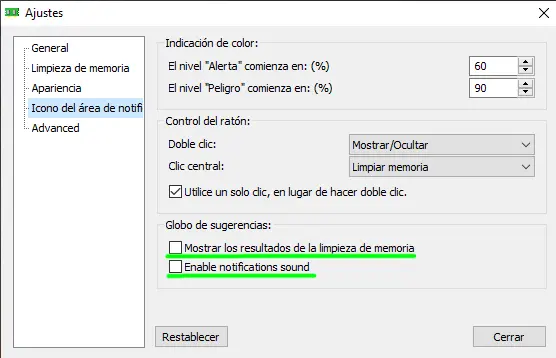 Ajustes
General
Limpieza de memoria
Apariencia
Icono del área de notifi
Advanced
Indicación de color:
El nivel "Alerta" comienza en: (%) 60
El nivel "Peligro" comienza en: (%) 90
Control del ratón:
Doble clic: Mostrar/Ocultar
Clic central: Limpiar memoria
Utilice un solo clic, en lugar de hacer doble clic.
Globo de sugerencias:
Mostrar los resultados de la limpieza de memoria
Enable notifications sound
Restablecer Cerrar